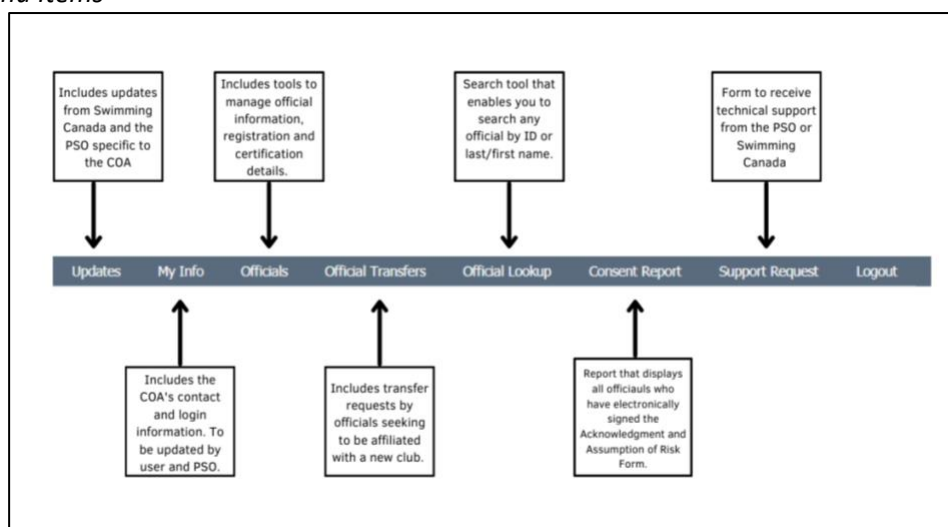 Items
Includes updates
from Swimming
Canada and the
PSO specific to
the COA
Includes tools to
manage official
information,
registration and
certification
details.
Search tool that
enables you to
search any
official by ID or
last/first name.
Form to receive
technical support
from the PSO or
Swimming
Canada
Updates My Info Officials Official Transfers Official Lookup Consent Report Support Request Logout
Includes the
COA's contact
and login
information. To
be updated by
user and PSO.
Includes transfer
requests by
officials seeking
to be affiliated
with a new club.
Report that displays
all officiauls who
have electronically
signed the
Acknowledgment and
Assumption of Risk
Form.